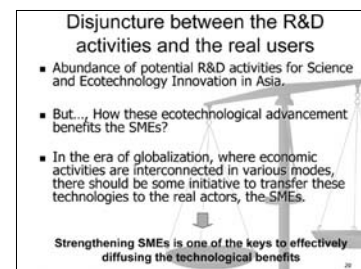 Disjuncture between the R&D
activities and the real users
▪ Abundance of potential R&D activities for Science
and Ecotechnology Innovation in Asia.
▪ But..., How these ecotechnological advancement
benefits the SMEs?
▪ In the era of globalization, where economic
activities are interconnected in various modes,
there should be some initiative to transfer these
technologies to the real actors, the SMEs.
Strengthening SMEs is one of the keys to effectively
diffusing the technological benefits